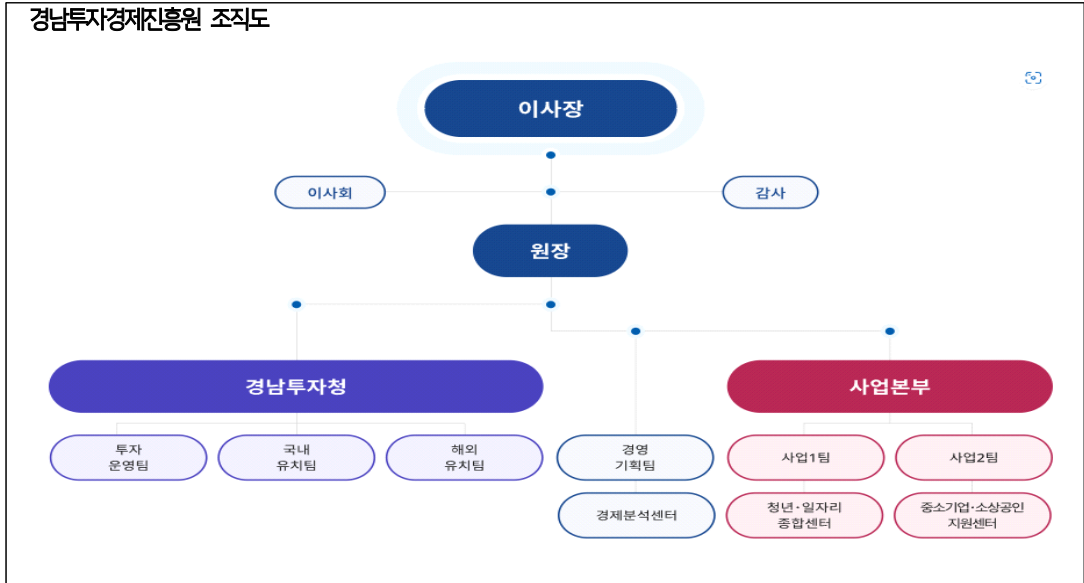 경남투자경제진흥원 조직도
이사장
이사회
감사
원장
경남투자청
사업본부
투자
운영팀
국내
유치팀
해외
유치팀
경영
기획팀
사업1팀
사업2팀
경제분석센터
청년·일자리
종합센터
중소기업·소상공인
지원센터